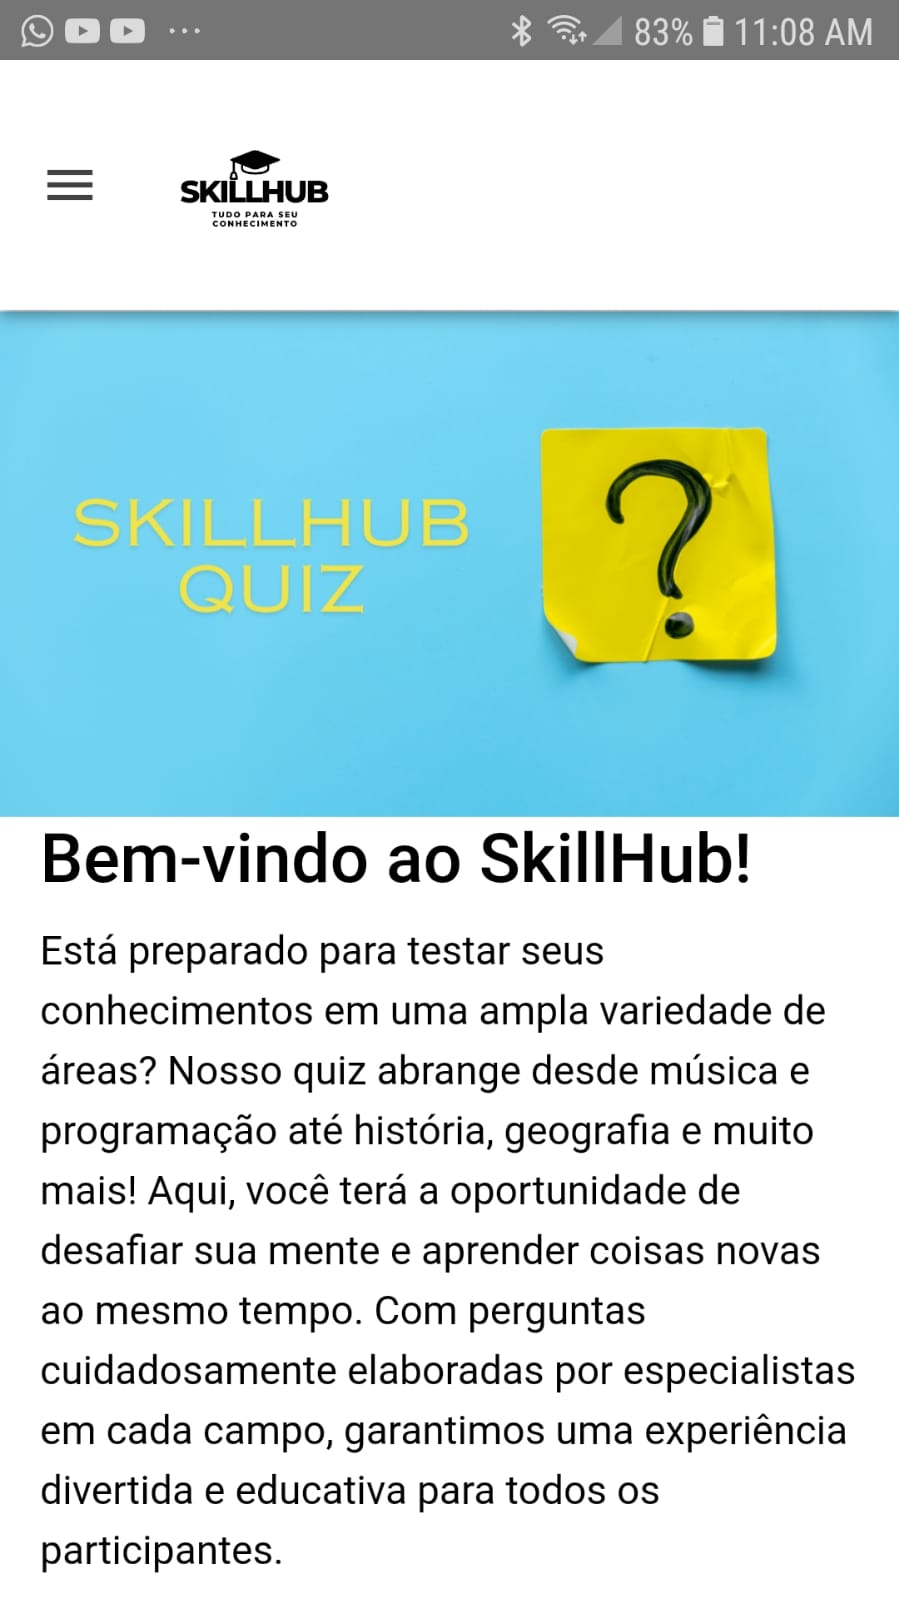 83% 11:08 AM
SKILLHUB
TUDO PARA SEU
CONHECIMENTO
SKILLHUB
QUIZ
?
Bem-vindo ao SkillHub!
Está preparado para testar seus
conhecimentos em uma ampla variedade de
áreas? Nosso quiz abrange desde música e
programação até história, geografia e muito
mais! Aqui, você terá a oportunidade de
desafiar sua mente e aprender coisas novas
ao mesmo tempo. Com perguntas
cuidadosamente elaboradas por especialistas
em cada campo, garantimos uma experiência
divertida e educativa para todos os
participantes.